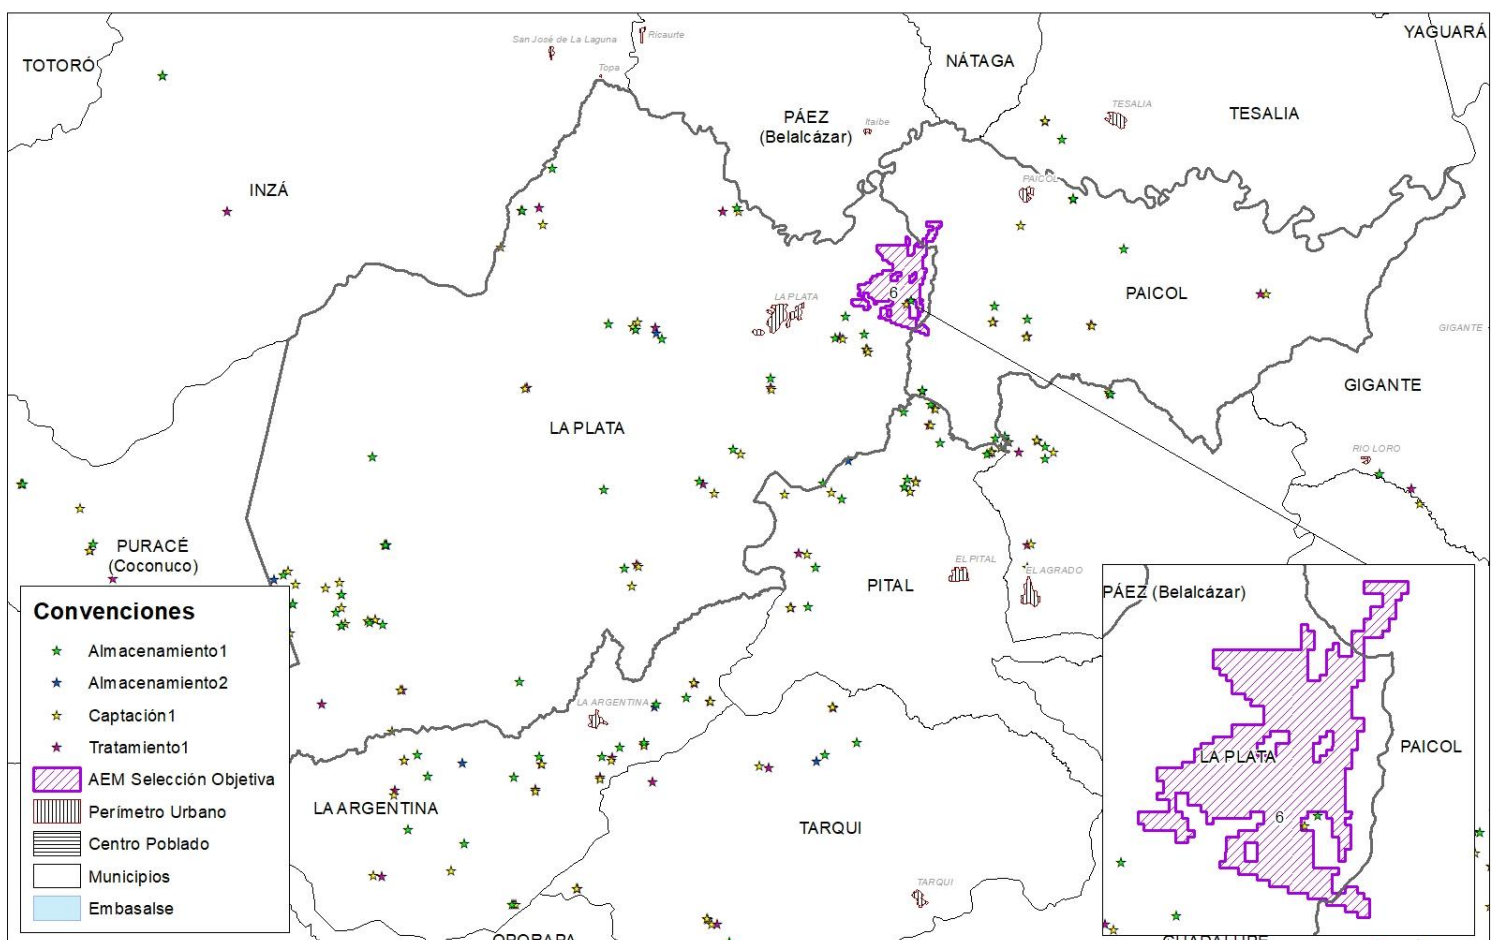 San José de La Laguna
Ricaurte
YAGUARÁ
TOTORÓ
Topa
NÁTAGA
TESALIA
TESALIA
PÁEZ
(Belalcázar)
Itaibe
INZÁ
PAICOL
LA PLATA
6
PAICOL
GIGANTE
GIGANTE
LA PLATA
RIO LORO
PURACÉ
(Coconuco)
EL PITAL
EL AGRADO
PITAL
LA ARGENTINA
LA ARGENTINA
TARQUI
TARQUI
OPORAPA
GUADALUPE
Convenciones
Almacenamiento1
Almacenamiento2
Captación1
Tratamiento1
AEM Selección Objetiva
Perímetro Urbano
Centro Poblado
Municipios
Embasalse
PÁEZ (Belalcázar)
LA PLATA
PAICOL
6